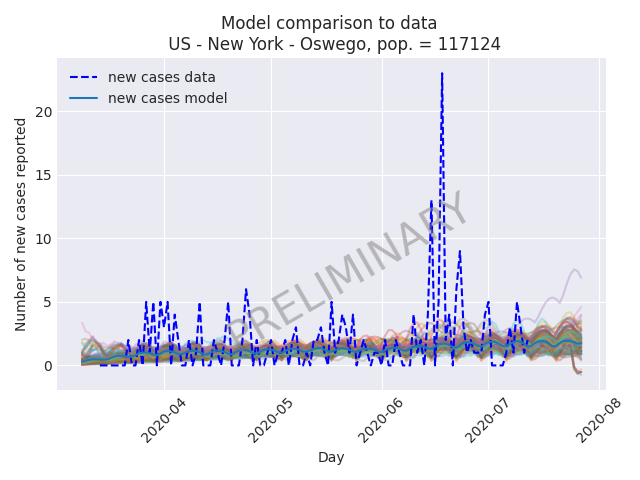 Model comparison to data
US - New York - Oswego, pop. = 117124
new cases data
new cases model
PRELIMINARY
Number of new cases reported
20
15
10
5
0
2020-04
2020-05
2020-06
2020-07
2020-08
Day